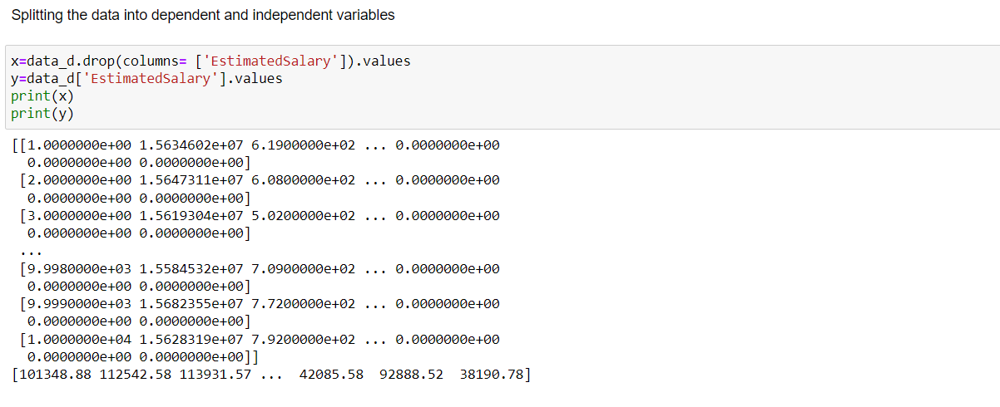 Splitting the data into dependent and independent variables
x=data_d.drop(columns= ['EstimatedSalary']).values
y=data_d['EstimatedSalary'].values
print(x)
print(y)
[[1.0000000e+00 1.5634602e+07 6.1900000e+02 ... 0.0000000e+00
0.0000000e+00 0.0000000e+00]
[2.0000000e+00 1.5647311e+07 6.0800000e+02 ... 0.0000000e+00
0.0000000e+00 0.0000000e+00]
[3.0000000e+00 1.5619304e+07 5.0200000e+02 ... 0.0000000e+00
0.0000000e+00 0.0000000e+00]
...
[9.9980000e+03 1.5584532e+07 7.0900000e+02 ... 0.0000000e+00
0.0000000e+00 0.0000000e+00]
[9.9990000e+03 1.5682355e+07 7.7200000e+02 ... 0.0000000e+00
0.0000000e+00 0.0000000e+00]
[1.0000000e+04 1.5628319e+07 7.9200000e+02 ... 0.0000000e+00
0.0000000e+00 0.0000000e+00]]
[101348.88 112542.58 113931.57 ...  42085.58  92888.52  38190.78]